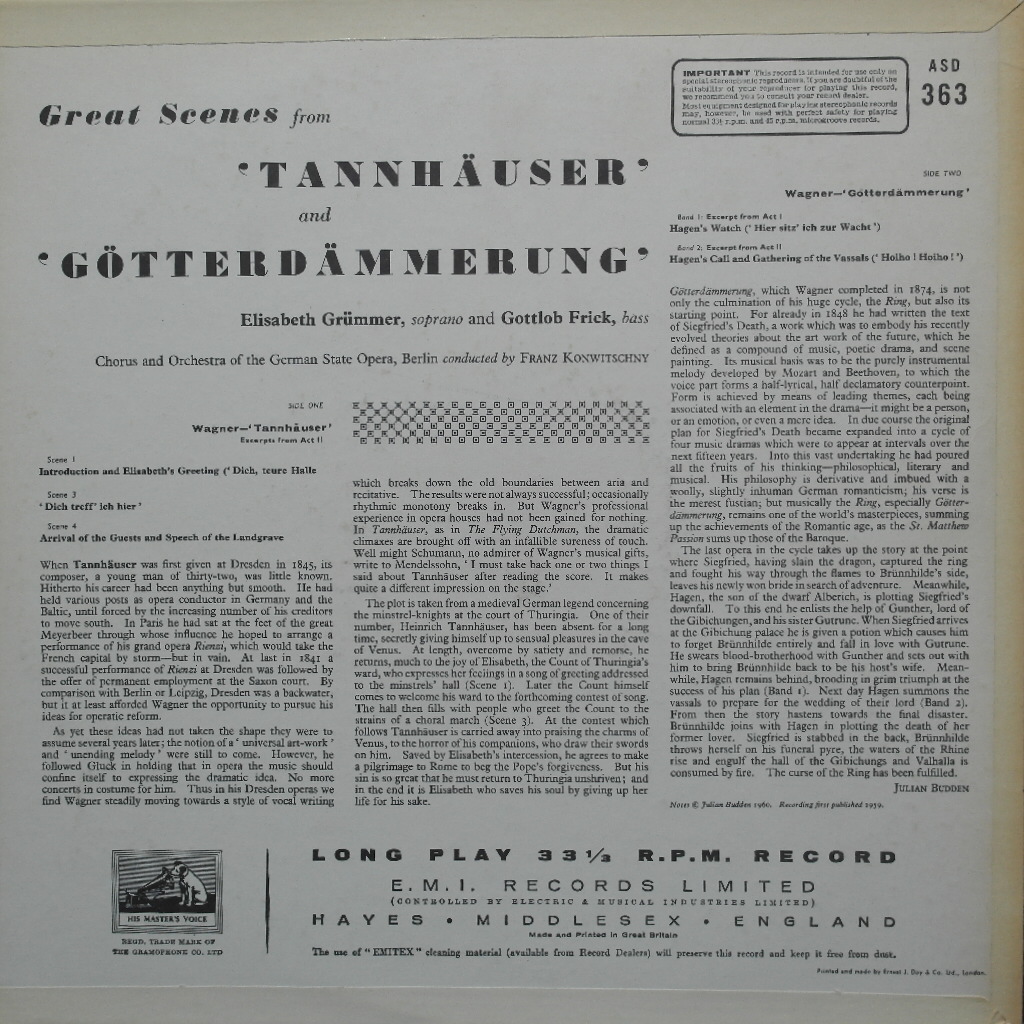 Great Scenes from
‘TANNHÄUSER’
and
‘GÖTTERDÄMMERUNG’
Elisabeth Grümmer, soprano and Gottlob Frick, bass
Chorus and Orchestra of the German State Opera, Berlin conducted by FRANZ KONWITSCHNY
SIDE ONE
Wagner—‘Tannhäuser’
Excerpts from Act II
Scene 1
Introduction and Elisabeth's Greeting (‘ Dich, teure Halle
Scene 3
‘ Dich treff’ ich hier ’
Scene 4
Arrival of the Guests and Speech of the Landgrave
When Tannhäuser was first given at Dresden in 1845, its
composer, a young man of thirty-two, was little known.
Hitherto his career had been anything but smooth. He had
held various posts as opera conductor in Germany and the
Baltic, until forced by the increasing number of his creditors
to move south. In Paris he had sat at the feet of the great
Meyerbeer through whose influence he hoped to arrange a
performance of his grand opera Rienzi, which would take the
French capital by storm—but in vain. At last in 1841 a
successful performance of Rienzi at Dresden was followed by
the offer of permanent employment at the Saxon court. By
comparison with Berlin or Leipzig, Dresden was a backwater,
but it at least afforded Wagner the opportunity to pursue his
ideas for operatic reform.
As yet these ideas had not taken the shape they were to
assume several years later; the notion of a ‘ universal art-work ’
and ‘ unending melody ’ were still to come. However, he
followed Gluck in holding that in opera the music should
confine itself to expressing the dramatic idea. No more
concerts in costume for him. Thus in his Dresden operas we
find Wagner steadily moving towards a style of vocal writing
which breaks down the old boundaries between aria and
recitative. The results were not always successful; occasionally
rhythmic monotony breaks in. But Wagner's professional
experience in opera houses had not been gained for nothing.
In Tannhäuser, as in The Flying Dutchman, the dramatic
climaxes are brought off with an infallible sureness of touch.
Well might Schumann, no admirer of Wagner's musical gifts,
write to Mendelssohn, ‘ I must take back one or two things I
said about Tannhäuser after reading the score. It makes
quite a different impression on the stage.’
The plot is taken from a medieval German legend concerning
the minstrel-knights at the court of Thuringia. One of their
number, Heinrich Tannhäuser, has been absent for a long
time, secretly giving himself up to sensual pleasures in the cave
of Venus. At length, overcome by satiety and remorse, he
returns, much to the joy of Elisabeth, the Count of Thuringia's
ward, who expresses her feelings in a song of greeting addressed
to the minstrels' hall (Scene 1). Later the Count himself
comes to welcome his ward to the forthcoming contest of song.
The hall then fills with people who greet the Count to the
strains of a choral march (Scene 3). At the contest which
follows Tannhäuser is carried away into praising the charms of
Venus, to the horror of his companions, who draw their swords
on him. Saved by Elisabeth's intercession, he agrees to make
a pilgrimage to Rome to beg the Pope's forgiveness. But his
sin is so great that he must return to Thuringia unshriven; and
in the end it is Elisabeth who saves his soul by giving up her
life for his sake.
IMPORTANT This record is intended for use only on
special stereophonic reproducers. If you are doubtful of the
suitability of your reproducer for playing this record,
we recommend you to consult your record dealer.
Most equipment designed for playing stereophonic records
may, however, be used with perfect safety for playing
normal 33⅓ r.p.m. and 45 r.p.m. microgroove records.
ASD
363
SIDE TWO
Wagner—‘Götterdämmerung’
Band 1: Excerpt from Act I
Hagen's Watch (‘ Hier sitz’ ich zur Wacht ’)
Band 2: Excerpt from Act II
Hagen's Call and Gathering of the Vassals (‘ Hoiho ! Hoiho ! ’)
Götterdämmerung, which Wagner completed in 1874, is not
only the culmination of his huge cycle, the Ring, but also its
starting point. For already in 1848 he had written the text
of Siegfried's Death, a work which was to embody his recently
evolved theories about the art work of the future, which he
defined as a compound of music, poetic drama, and scene
painting. Its musical basis was to be the purely instrumental
melody developed by Mozart and Beethoven, to which the
voice part forms a half-lyrical, half declamatory counterpoint.
Form is achieved by means of leading themes, each being
associated with an element in the drama—it might be a person,
or an emotion, or even a mere idea. In due course the original
plan for Siegfried's Death became expanded into a cycle of
four music dramas which were to appear at intervals over the
next fifteen years. Into this vast undertaking he had poured
all the fruits of his thinking—philosophical, literary and
musical. His philosophy is derivative and imbued with a
woolly, slightly inhuman German romanticism; his verse is
the merest fustian; but musically the Ring, especially Götter-
dämmerung, remains one of the world's masterpieces, summing
up the achievements of the Romantic age, as the St. Matthew
Passion sums up those of the Baroque.
The last opera in the cycle takes up the story at the point
where Siegfried, having slain the dragon, captured the ring
and fought his way through the flames to Brünnhilde's side,
leaves his newly won bride in search of adventure. Meanwhile,
Hagen, the son of the dwarf Alberich, is plotting Siegfried's
downfall. To this end he enlists the help of Gunther, lord of
the Gibichungen, and his sister Gutrune. When Siegfried arrives
at the Gibichung palace he is given a potion which causes him
to forget Brünnhilde entirely and fall in love with Gutrune.
He swears blood-brotherhood with Gunther and sets out with
him to bring Brünnhilde back to be his host's wife. Mean-
while, Hagen remains behind, brooding in grim triumph at the
success of his plan (Band 1). Next day Hagen summons the
vassals to prepare for the wedding of their lord (Band 2).
From then the story hastens towards the final disaster.
Brünnhilde joins with Hagen in plotting the death of her
former lover. Siegfried is stabbed in the back, Brünnhilde
throws herself on his funeral pyre, the waters of the Rhine
rise and engulf the hall of the Gibichungs and Valhalla is
consumed by fire. The curse of the Ring has been fulfilled.
JULIAN BUDDEN
Notes © Julian Budden 1960. Recording first published 1959.
HIS MASTER'S VOICE
REGD. TRADE MARK OF
THE GRAMOPHONE CO. LTD
LONG PLAY 33⅓ R.P.M. RECORD
E.M.I. RECORDS LIMITED
(CONTROLLED BY ELECTRIC & MUSICAL INDUSTRIES LIMITED)
HAYES • MIDDLESEX • ENGLAND
Made and Printed in Great Britain
The use of “ EMITEX ” cleaning material (available from Record Dealers) will preserve this record and keep it free from dust.
Printed and made by Ernest J. Day & Co. Ltd., London.